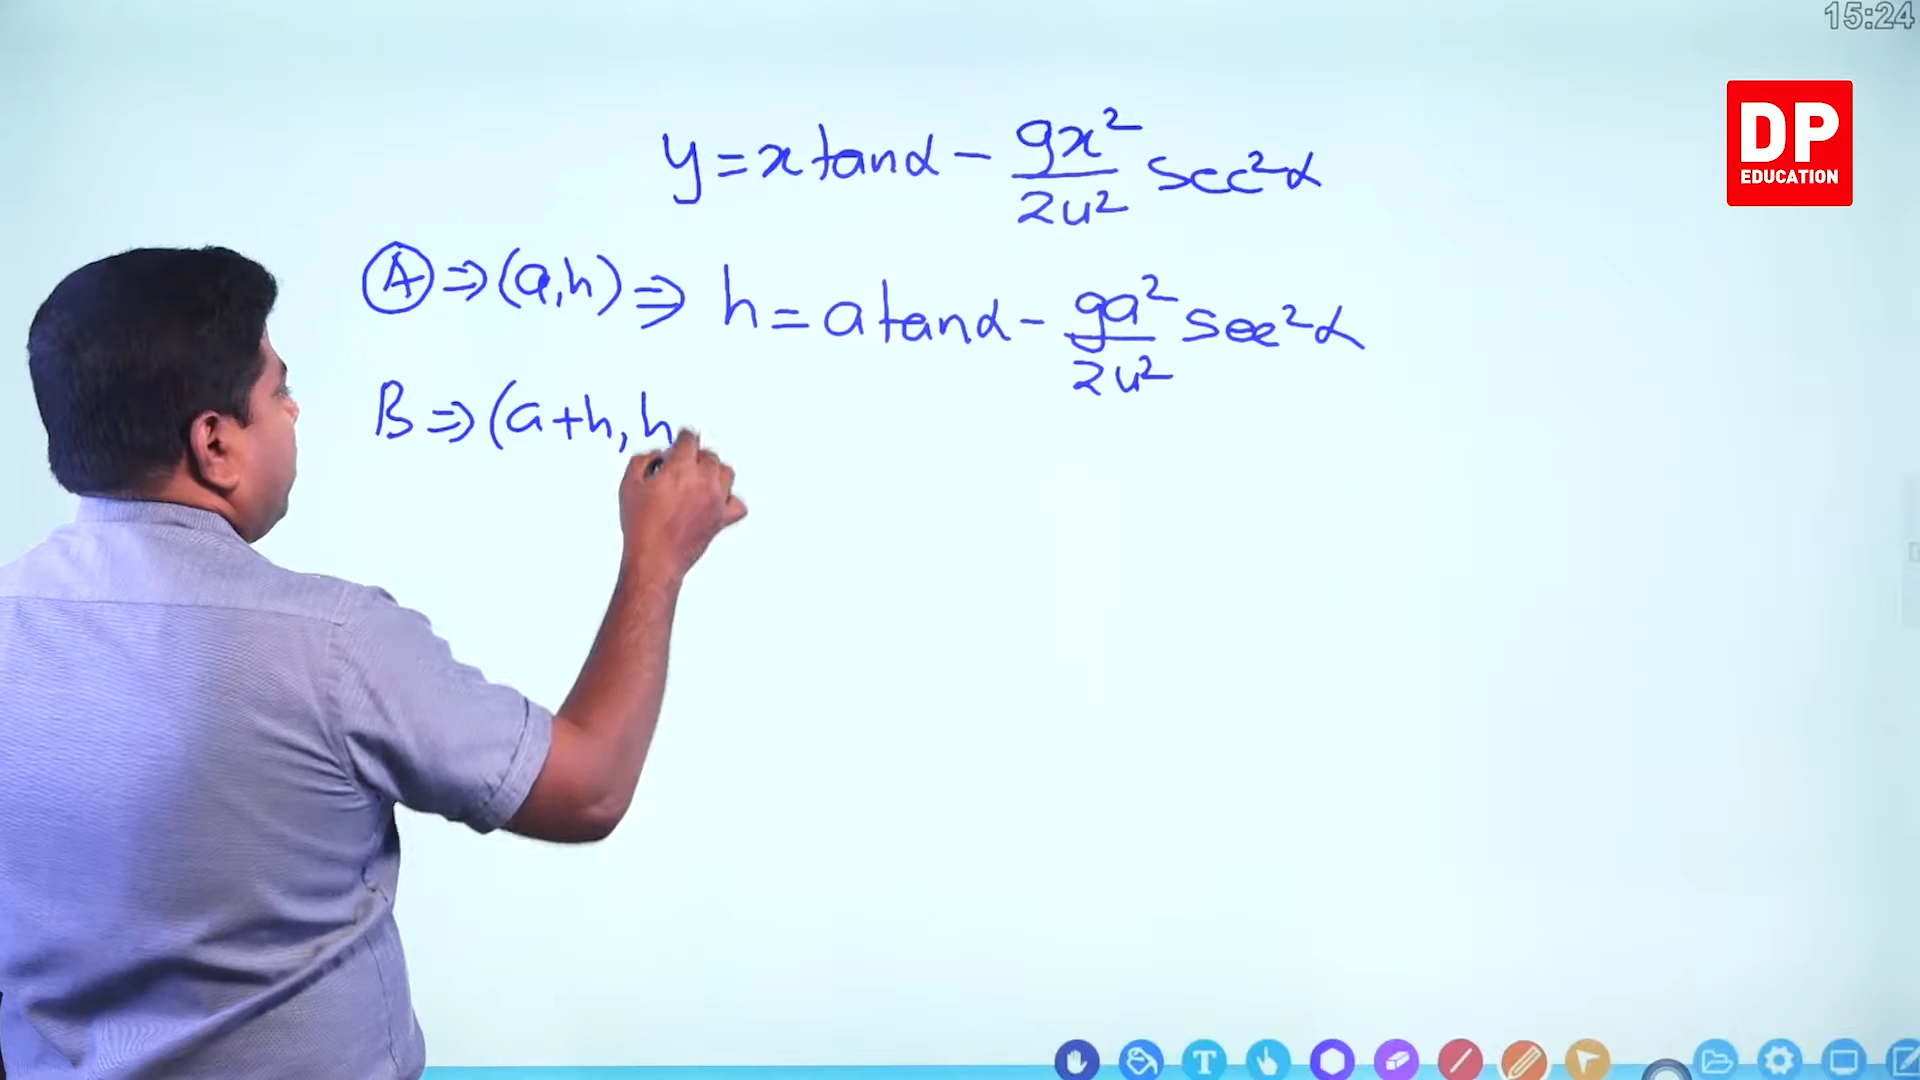 15:24
DP
EDUCATION
y = x tanα - gx²/2u² sec²α
A ⇒ (a,h) ⇒ h = a tanα - ga²/2u² sec²α
B ⇒ (a+h, h
T